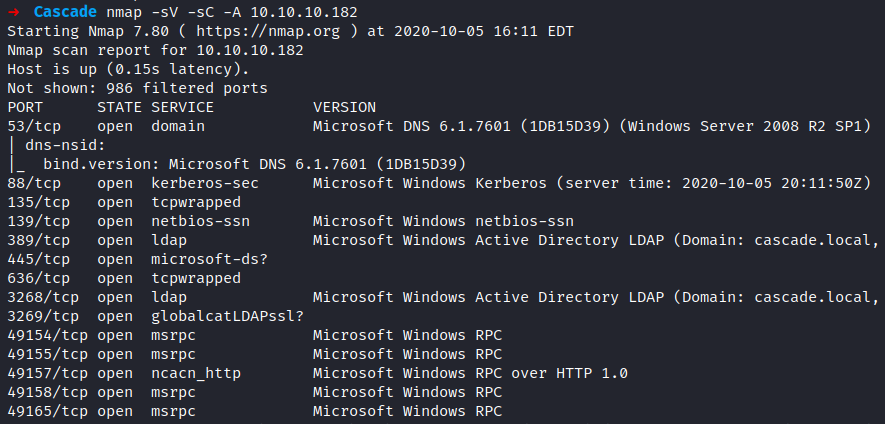 → Cascade nmap -sV -sC -A 10.10.10.182
Starting Nmap 7.80 ( https://nmap.org ) at 2020-10-05 16:11 EDT
Nmap scan report for 10.10.10.182
Host is up (0.15s latency).
Not shown: 986 filtered ports
PORT      STATE SERVICE           VERSION
53/tcp    open  domain            Microsoft DNS 6.1.7601 (1DB15D39) (Windows Server 2008 R2 SP1)
| dns-nsid:
|_  bind.version: Microsoft DNS 6.1.7601 (1DB15D39)
88/tcp    open  kerberos-sec      Microsoft Windows Kerberos (server time: 2020-10-05 20:11:50Z)
135/tcp   open  tcpwrapped
139/tcp   open  netbios-ssn       Microsoft Windows netbios-ssn
389/tcp   open  ldap              Microsoft Windows Active Directory LDAP (Domain: cascade.local,
445/tcp   open  microsoft-ds?
636/tcp   open  tcpwrapped
3268/tcp  open  ldap              Microsoft Windows Active Directory LDAP (Domain: cascade.local,
3269/tcp  open  globalcatLDAPssl?
49154/tcp open  msrpc             Microsoft Windows RPC
49155/tcp open  msrpc             Microsoft Windows RPC
49157/tcp open  ncacn_http        Microsoft Windows RPC over HTTP 1.0
49158/tcp open  msrpc             Microsoft Windows RPC
49165/tcp open  msrpc             Microsoft Windows RPC